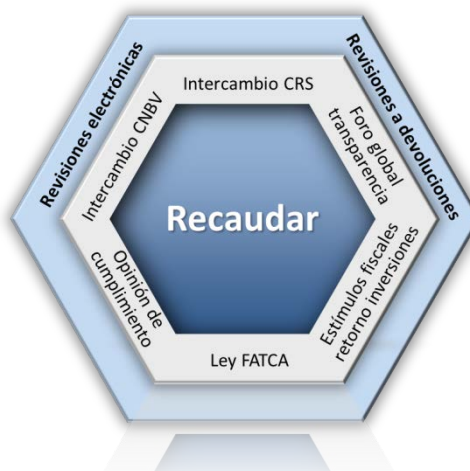 Revisiones electrónicas
Revisiones a devoluciones
Intercambio CRS
Intercambio CNBV
Foro global
transparencia
Recaudar
Opinión de
cumplimiento
Estímulos fiscales
retorno inversiones
Ley FATCA